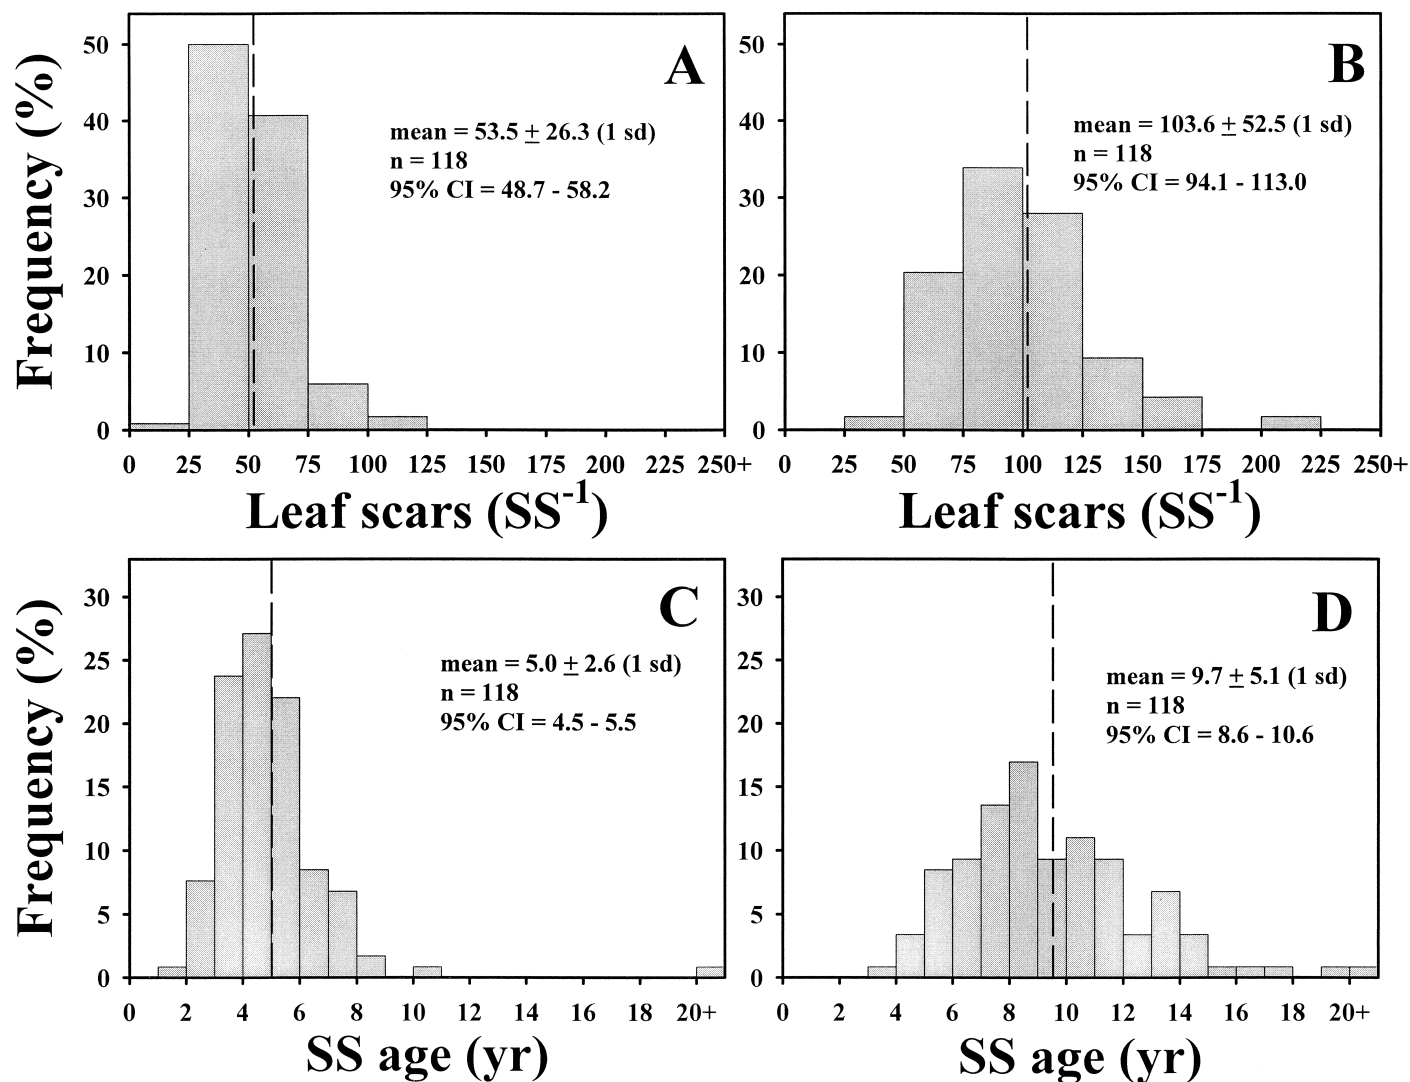 A
mean = 53.5 ± 26.3 (1 sd)
n = 118
95% CI = 48.7 - 58.2
Frequency (%)
50
40
30
20
10
0
0 25 50 75 100 125 150 175 200 225 250+
Leaf scars (SS-1)
B
mean = 103.6 ± 52.5 (1 sd)
n = 118
95% CI = 94.1 - 113.0
50
40
30
20
10
0
0 25 50 75 100 125 150 175 200 225 250+
Leaf scars (SS-1)
C
mean = 5.0 ± 2.6 (1 sd)
n = 118
95% CI = 4.5 - 5.5
Frequency (%)
30
25
20
15
10
5
0
0 2 4 6 8 10 12 14 16 18 20+
SS age (yr)
D
mean = 9.7 ± 5.1 (1 sd)
n = 118
95% CI = 8.6 - 10.6
30
25
20
15
10
5
0
0 2 4 6 8 10 12 14 16 18 20+
SS age (yr)